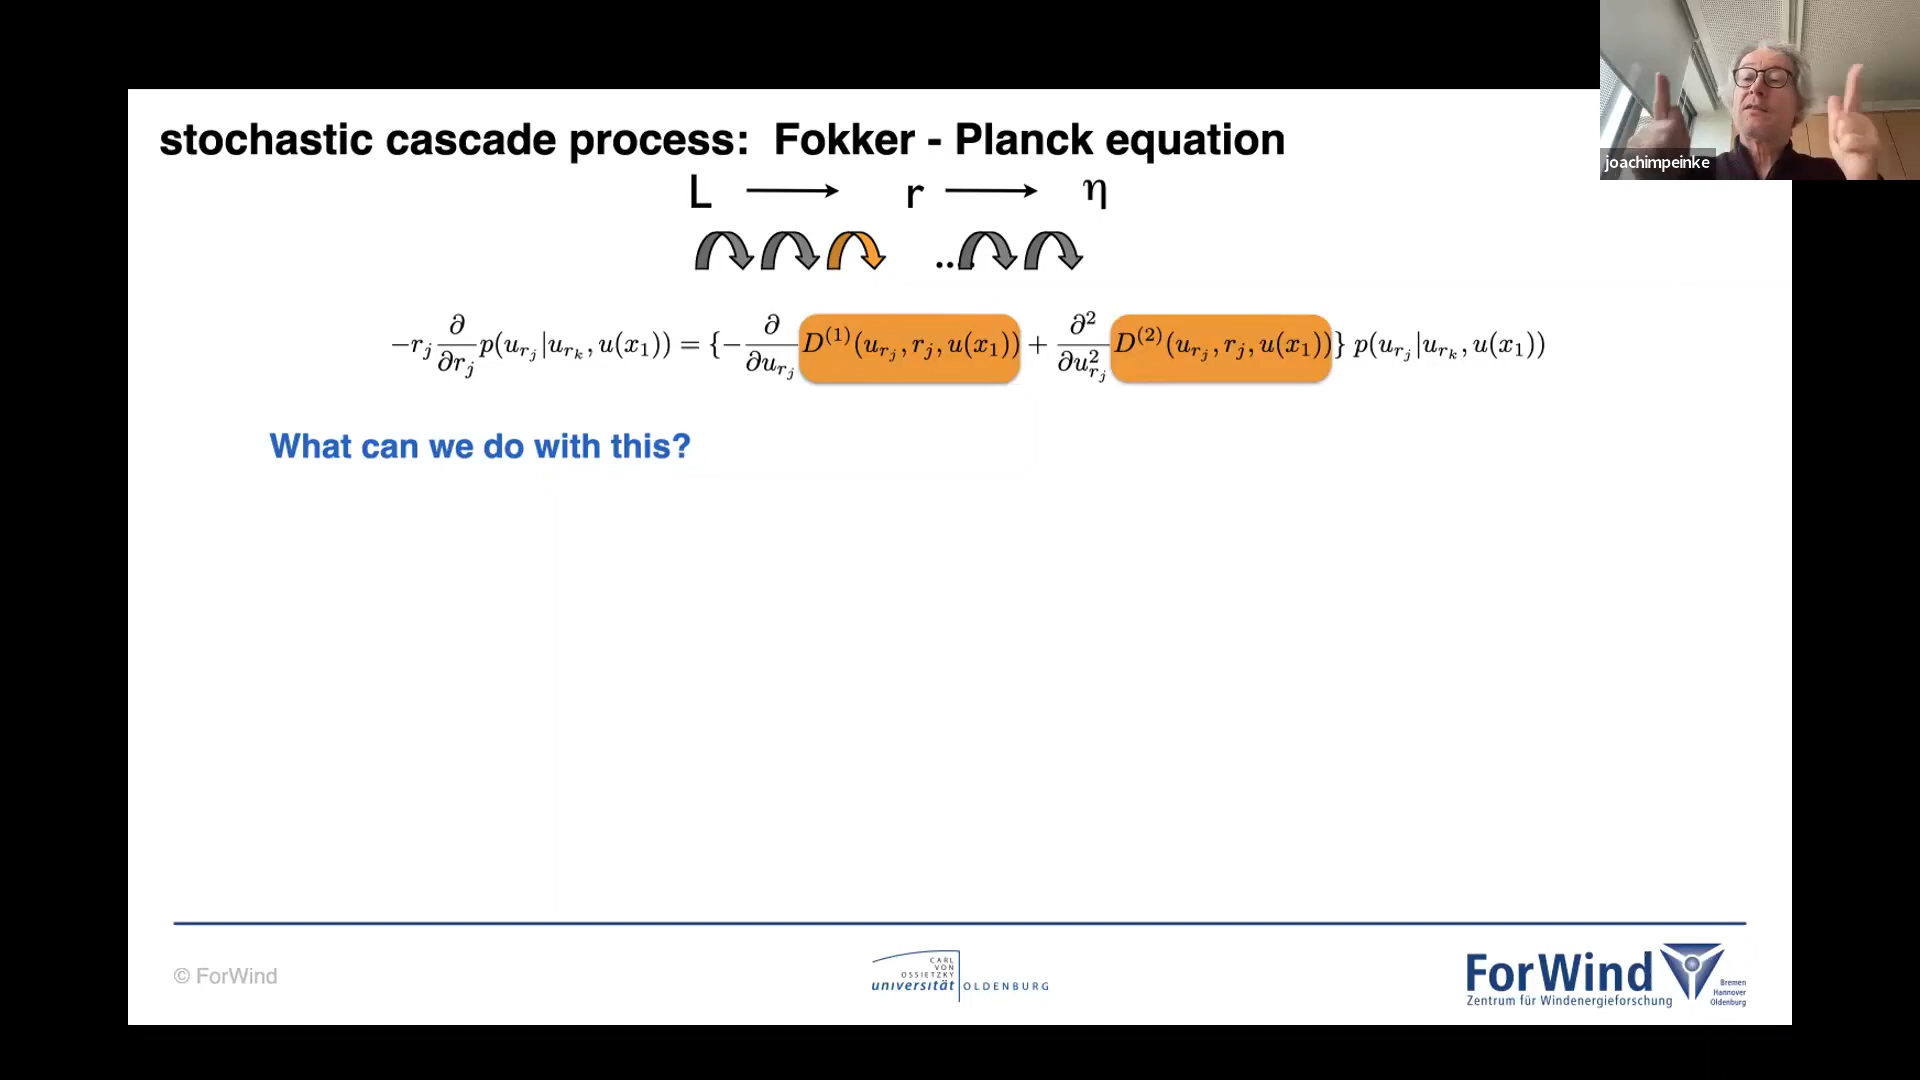 stochastic cascade process: Fokker - Planck equation
L → r → η
...
−r_j ∂/∂r_j p(u_{r_j}|u_{r_k}, u(x_1)) = {−∂/∂u_{r_j} D^{(1)}(u_{r_j}, r_j, u(x_1)) + ∂²/∂u²_{r_j} D^{(2)}(u_{r_j}, r_j, u(x_1))} p(u_{r_j}|u_{r_k}, u(x_1))
What can we do with this?
© ForWind
CARL
VON
OSSIETZKY
universität OLDENBURG
ForWind
Zentrum für Windenergieforschung
Bremen
Hannover
Oldenburg
joachimpeinke